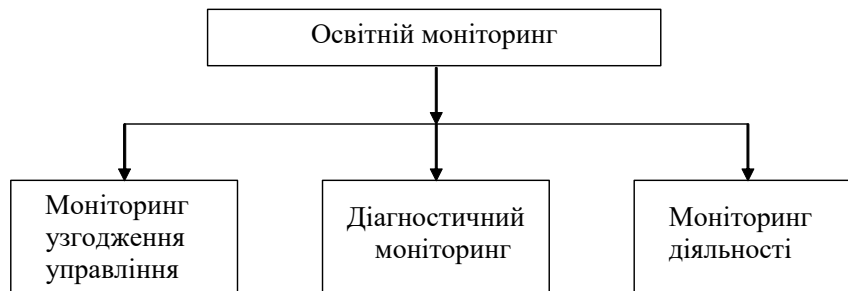 Освітній моніторинг
Моніторинг
узгодження
управління
Діагностичний
моніторинг
Моніторинг
діяльності